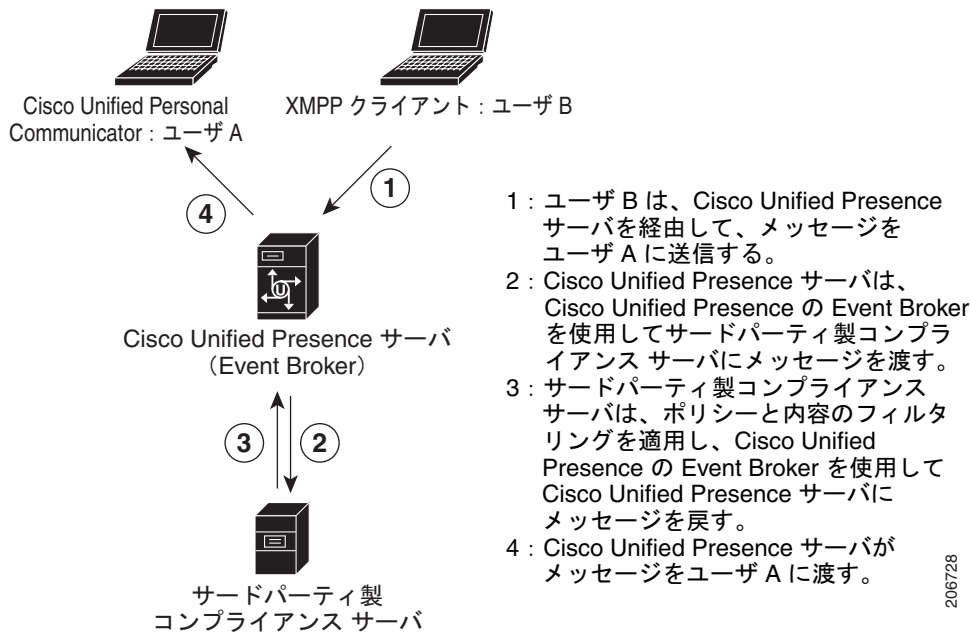 Cisco Unified Personal
Communicator：ユーザ A
XMPP クライアント：ユーザ B
1
4
Cisco Unified Presence サーバ
（Event Broker）
3
2
サードパーティ製
コンプライアンス サーバ
1：ユーザ B は、Cisco Unified Presence
サーバを経由して、メッセージを
ユーザ A に送信する。
2：Cisco Unified Presence サーバは、
Cisco Unified Presence の Event Broker
を使用してサードパーティ製コンプラ
イアンス サーバにメッセージを渡す。
3：サードパーティ製コンプライアンス
サーバは、ポリシーと内容のフィルタ
リングを適用し、Cisco Unified
Presence の Event Broker を使用して
Cisco Unified Presence サーバに
メッセージを戻す。
4：Cisco Unified Presence サーバが
メッセージをユーザ A に渡す。
206728